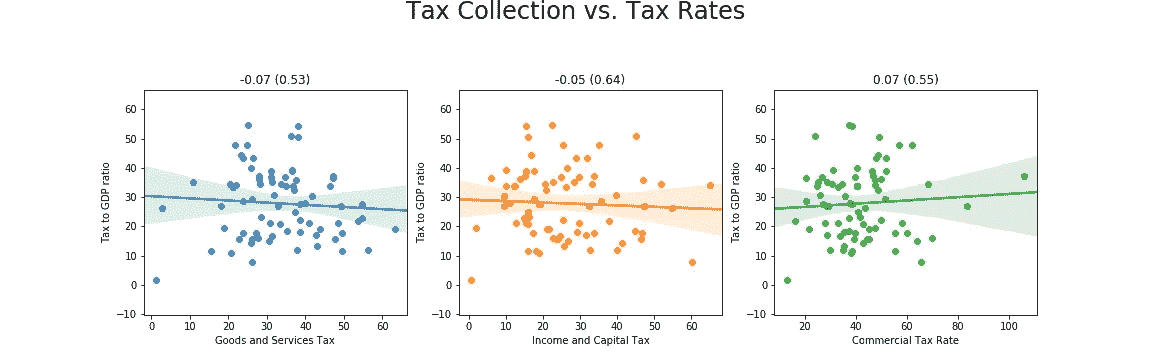 Tax Collection vs. Tax Rates
-0.07 (0.53)
60
50
40
30
20
10
0
−10
Tax to GDP ratio
0 10 20 30 40 50 60
Goods and Services Tax
-0.05 (0.64)
60
50
40
30
20
10
0
−10
Tax to GDP ratio
0 10 20 30 40 50 60
Income and Capital Tax
0.07 (0.55)
60
50
40
30
20
10
0
−10
Tax to GDP ratio
20 40 60 80 100
Commercial Tax Rate